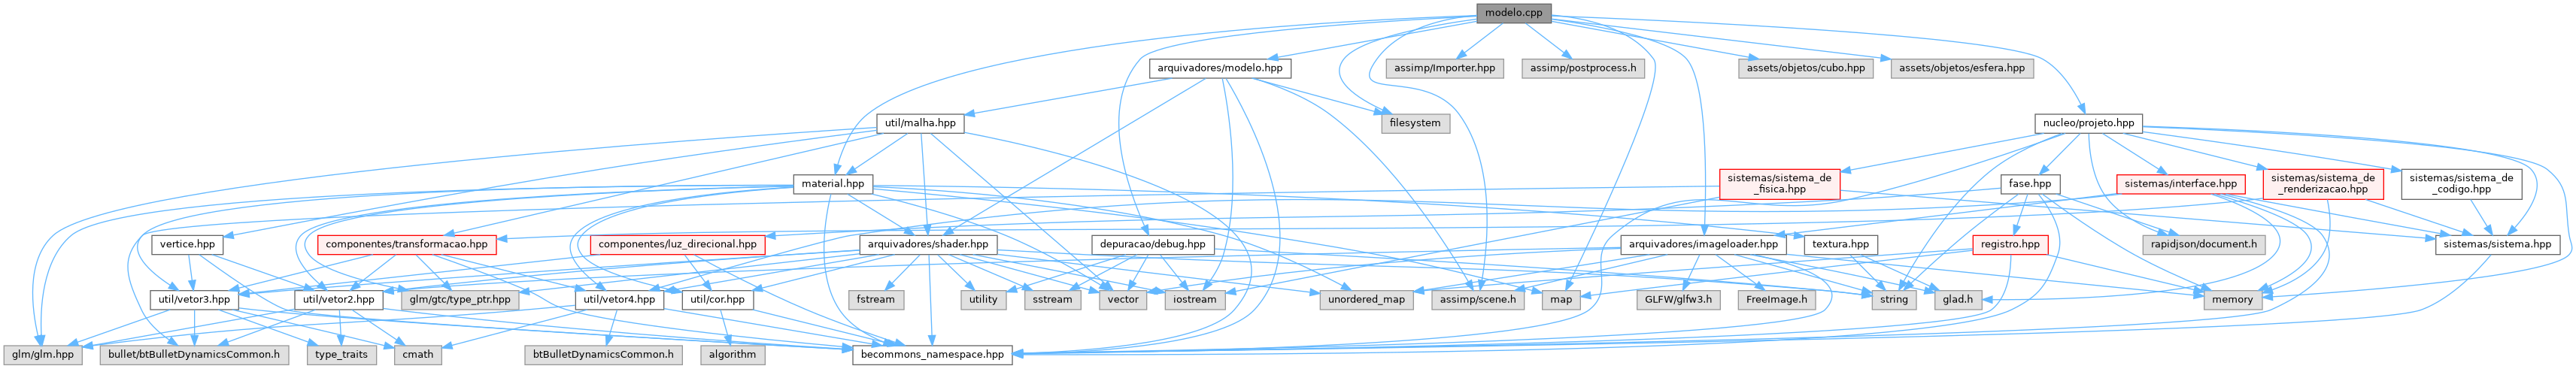 modelo.cpp
arquivadores/modelo.hpp
assimp/Importer.hpp
assimp/postprocess.h
assets/objetos/cubo.hpp
assets/objetos/esfera.hpp
util/malha.hpp
filesystem
nucleo/projeto.hpp
material.hpp
sistemas/sistema_de
_fisica.hpp
fase.hpp
sistemas/interface.hpp
sistemas/sistema_de
_renderizacao.hpp
sistemas/sistema_de
_codigo.hpp
vertice.hpp
componentes/transformacao.hpp
componentes/luz_direcional.hpp
arquivadores/shader.hpp
depuracao/debug.hpp
arquivadores/imageloader.hpp
textura.hpp
registro.hpp
rapidjson/document.h
sistemas/sistema.hpp
util/vetor3.hpp
util/vetor2.hpp
glm/gtc/type_ptr.hpp
util/vetor4.hpp
util/cor.hpp
fstream
utility
sstream
vector
iostream
unordered_map
assimp/scene.h
map
GLFW/glfw3.h
FreeImage.h
string
glad.h
memory
glm/glm.hpp
bullet/btBulletDynamicsCommon.h
type_traits
cmath
btBulletDynamicsCommon.h
algorithm
becommons_namespace.hpp